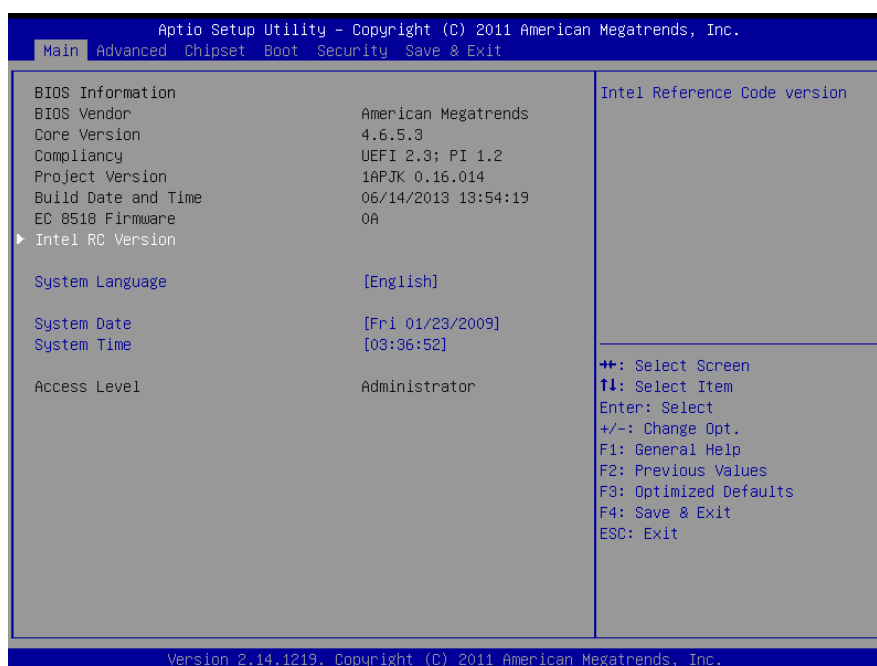 Aptio Setup Utility – Copyright (C) 2011 American Megatrends, Inc.
Main Advanced Chipset Boot Security Save & Exit
BIOS Information
BIOS Vendor American Megatrends
Core Version 4.6.5.3
Compliancy UEFI 2.3; PI 1.2
Project Version 1APJK 0.16.014
Build Date and Time 06/14/2013 13:54:19
EC 8518 Firmware 0A
Intel RC Version
System Language [English]
System Date [Fri 01/23/2009]
System Time [03:36:52]
Access Level Administrator
Intel Reference Code version
→←: Select Screen
↑↓: Select Item
Enter: Select
+/-: Change Opt.
F1: General Help
F2: Previous Values
F3: Optimized Defaults
F4: Save & Exit
ESC: Exit
Version 2.14.1219. Copyright (C) 2011 American Megatrends, Inc.